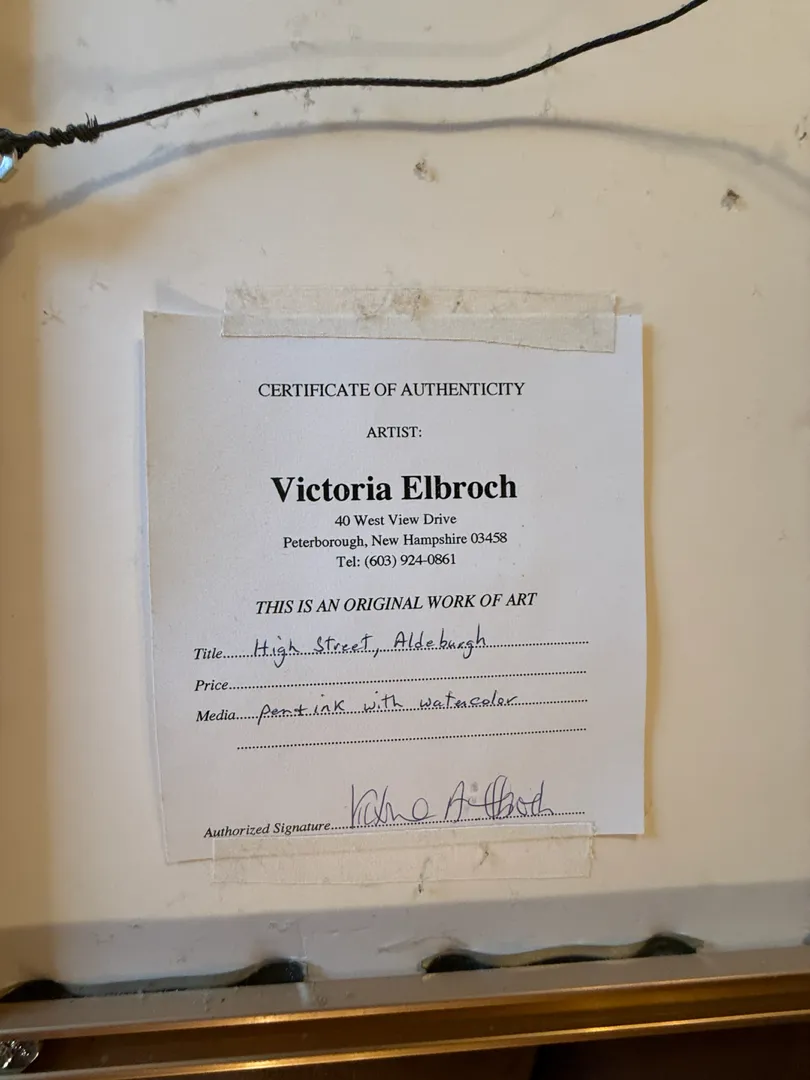 CERTIFICATE OF AUTHENTICITY
ARTIST:
Victoria Elbroch
40 West View Drive
Peterborough, New Hampshire 03458
Tel: (603) 924-0861
THIS IS AN ORIGINAL WORK OF ART
Title......High Street, Aldeburgh
Price......
Media......pen + ink with watercolor
Authorized Signature......